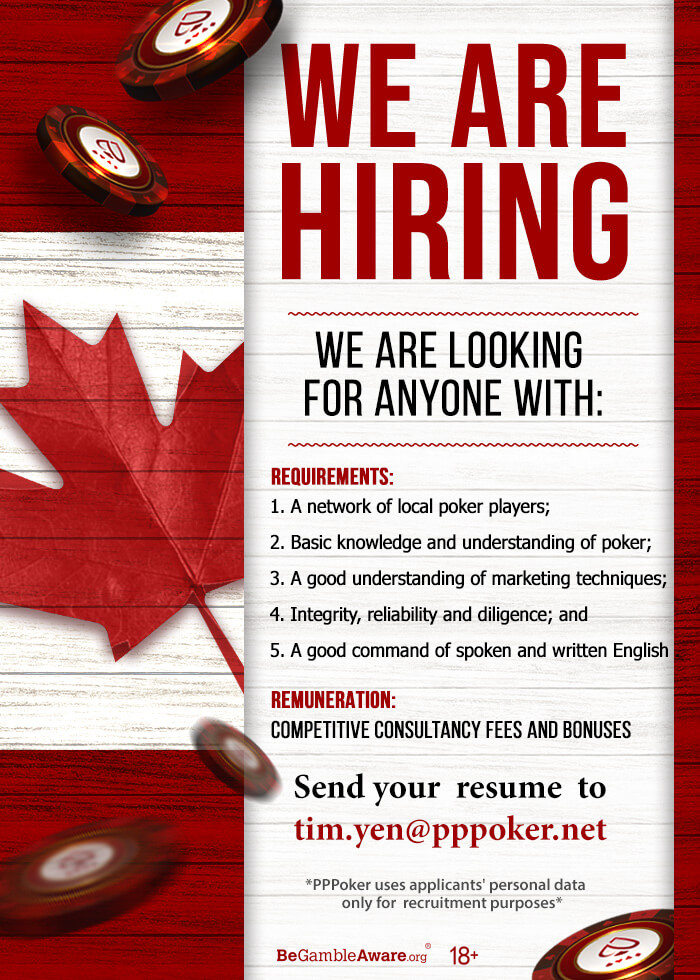 WE ARE
HIRING
WE ARE LOOKING
FOR ANYONE WITH:
REQUIREMENTS:
1. A network of local poker players;
2. Basic knowledge and understanding of poker;
3. A good understanding of marketing techniques;
4. Integrity, reliability and diligence; and
5. A good command of spoken and written English
REMUNERATION:
COMPETITIVE CONSULTANCY FEES AND BONUSES
Send your resume to
tim.yen@pppoker.net
*PPPoker uses applicants' personal data
only for recruitment purposes*
BeGambleAware.org® 18+